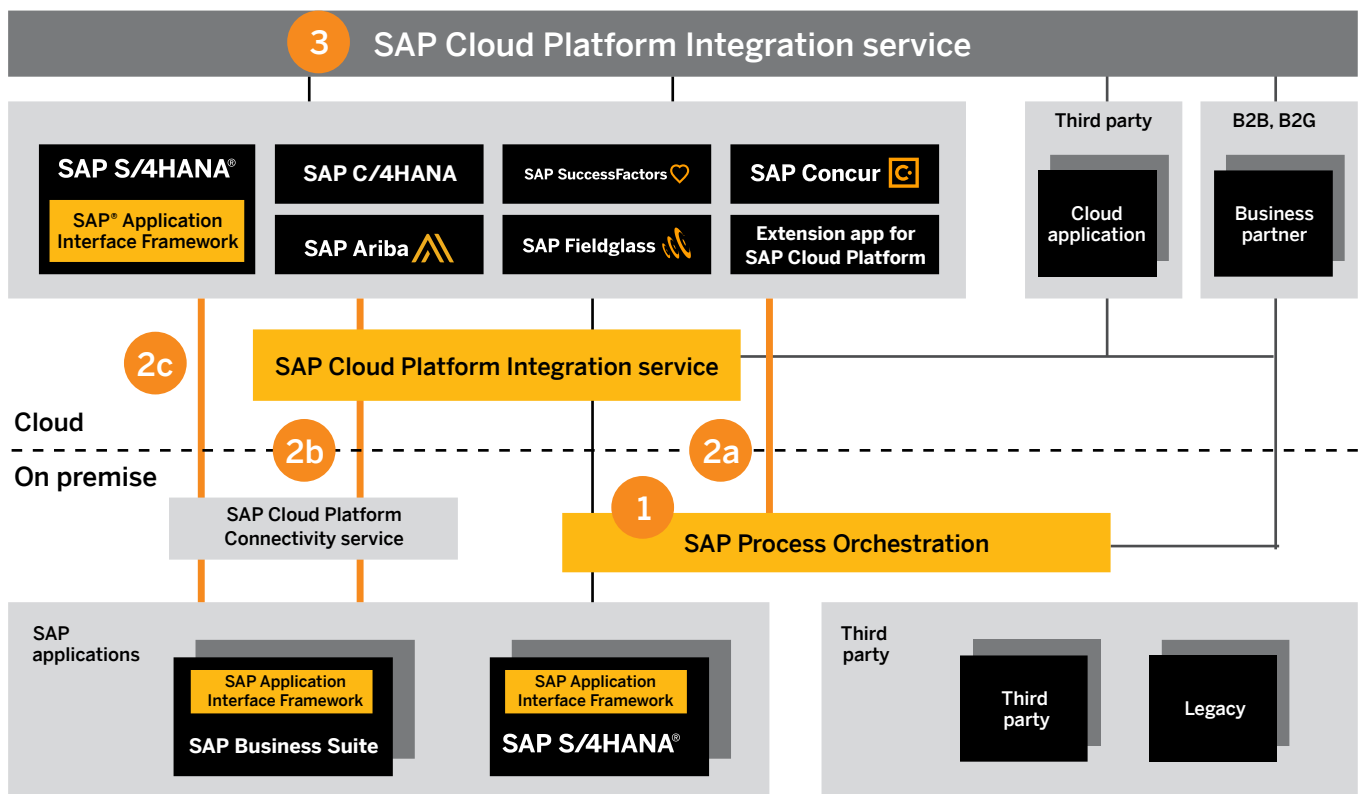 3 SAP Cloud Platform Integration service
SAP S/4HANA®
SAP® Application
Interface Framework
SAP C/4HANA
SAP SuccessFactors
SAP Concur C
SAP Ariba
SAP Fieldglass
Extension app for
SAP Cloud Platform
Third party
Cloud
application
B2B, B2G
Business
partner
2c
SAP Cloud Platform Integration service
Cloud
2b
2a
On premise
SAP Cloud Platform
Connectivity service
1
SAP Process Orchestration
SAP
applications
SAP Application
Interface Framework
SAP Business Suite
SAP Application
Interface Framework
SAP S/4HANA®
Third
party
Third
party
Legacy